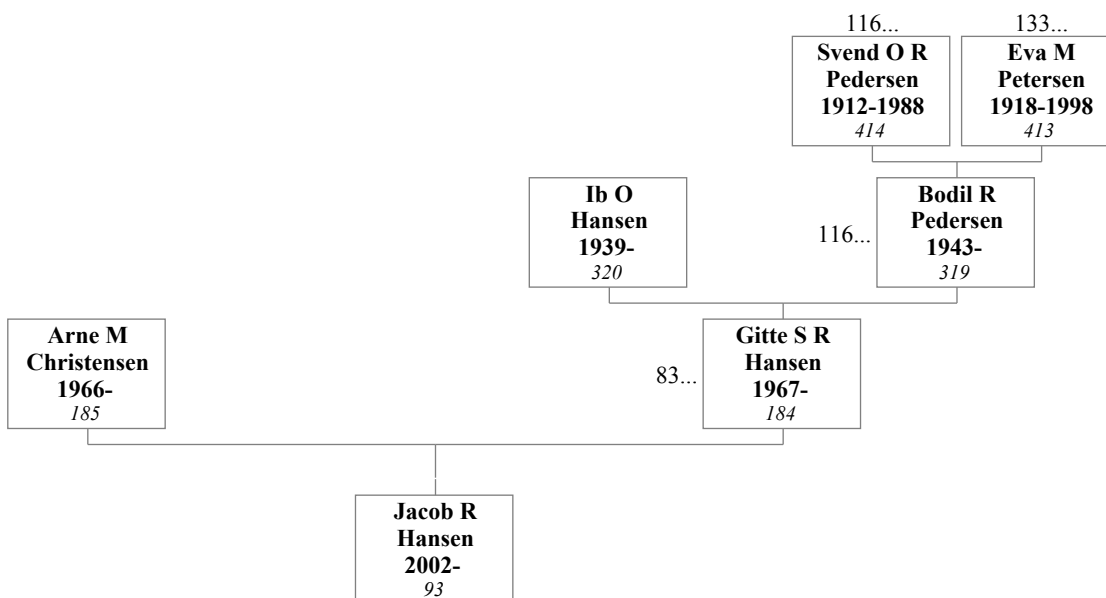 116...
133...
Svend O R
Pedersen
1912-1988
414
Eva M
Petersen
1918-1998
413
Ib O
Hansen
1939-
320
116...
Bodil R
Pedersen
1943-
319
Arne M
Christensen
1966-
185
83...
Gitte S R
Hansen
1967-
184
Jacob R
Hansen
2002-
93